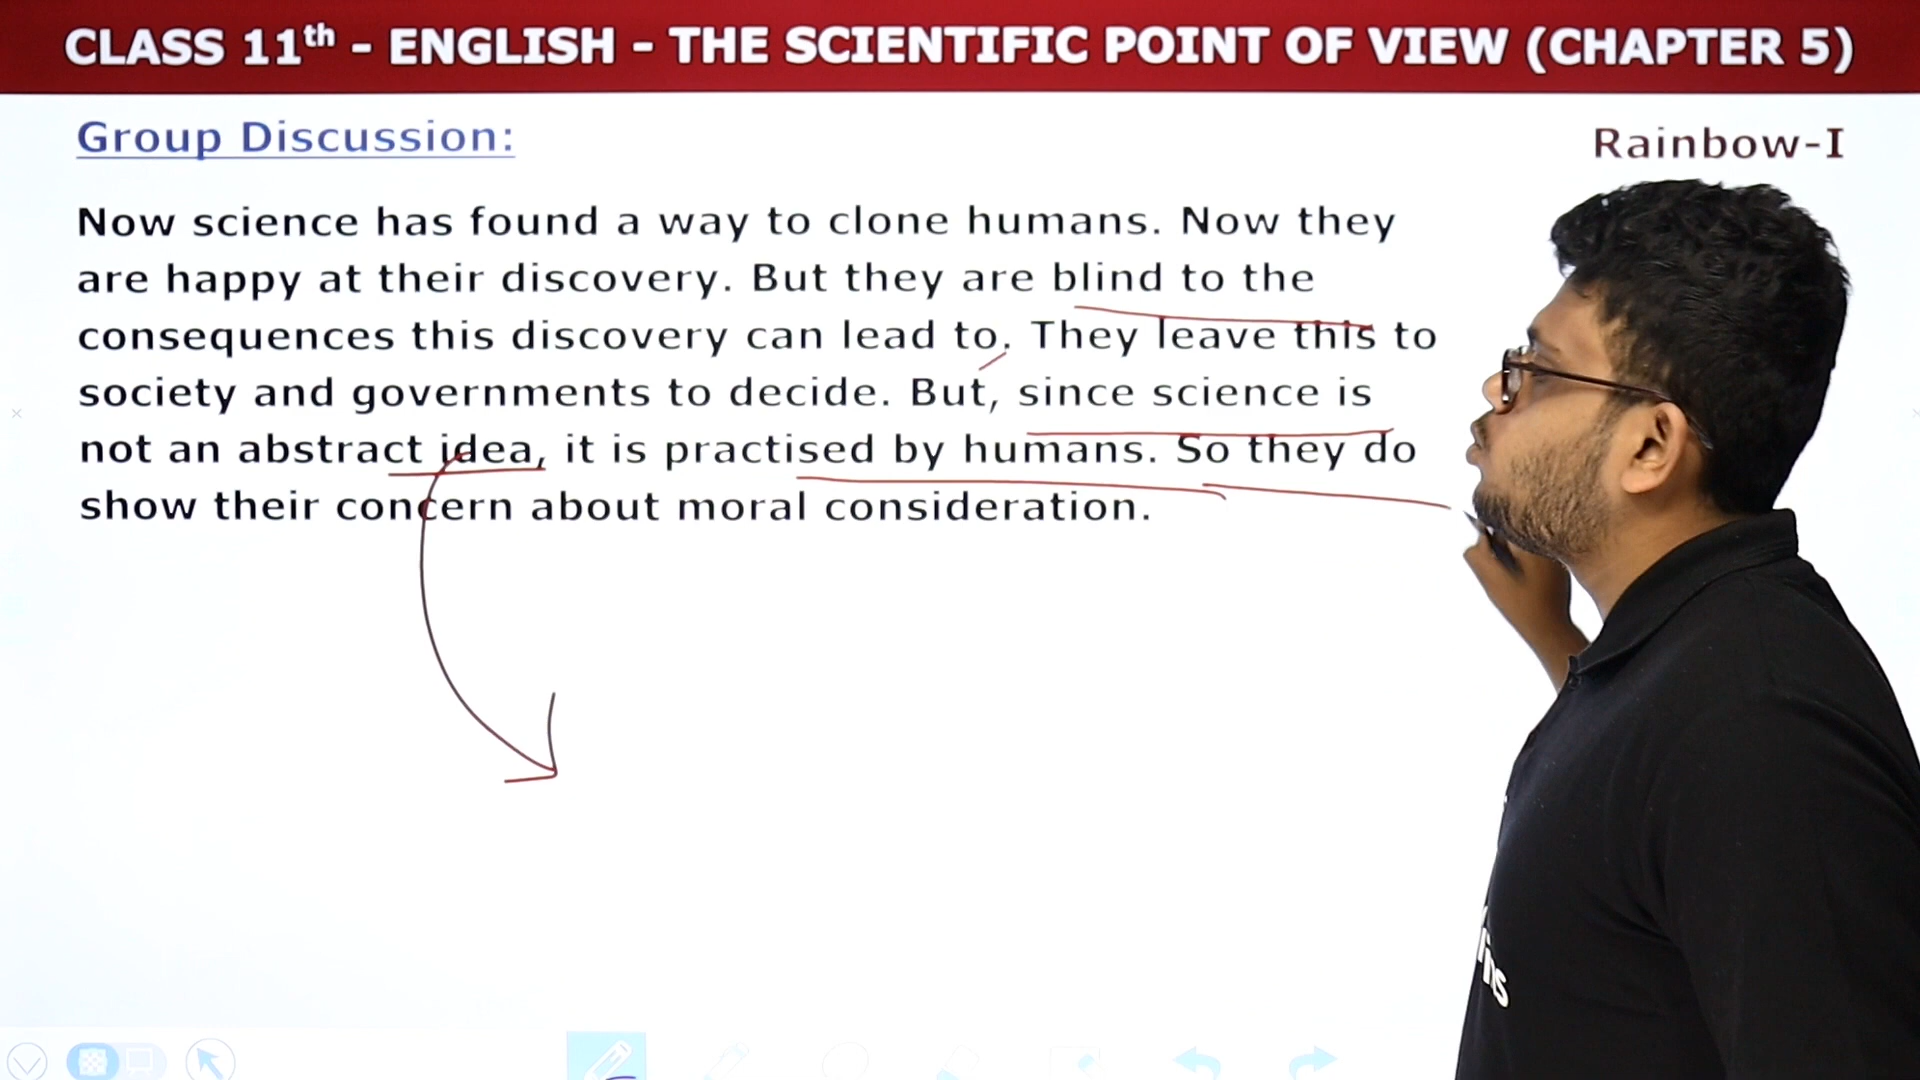 CLASS 11th - ENGLISH - THE SCIENTIFIC POINT OF VIEW (CHAPTER 5)
Group Discussion:
Rainbow-I
Now science has found a way to clone humans. Now they
are happy at their discovery. But they are blind to the
consequences this discovery can lead to. They leave this to
society and governments to decide. But, since science is
not an abstract idea, it is practised by humans. So they do
show their concern about moral consideration.